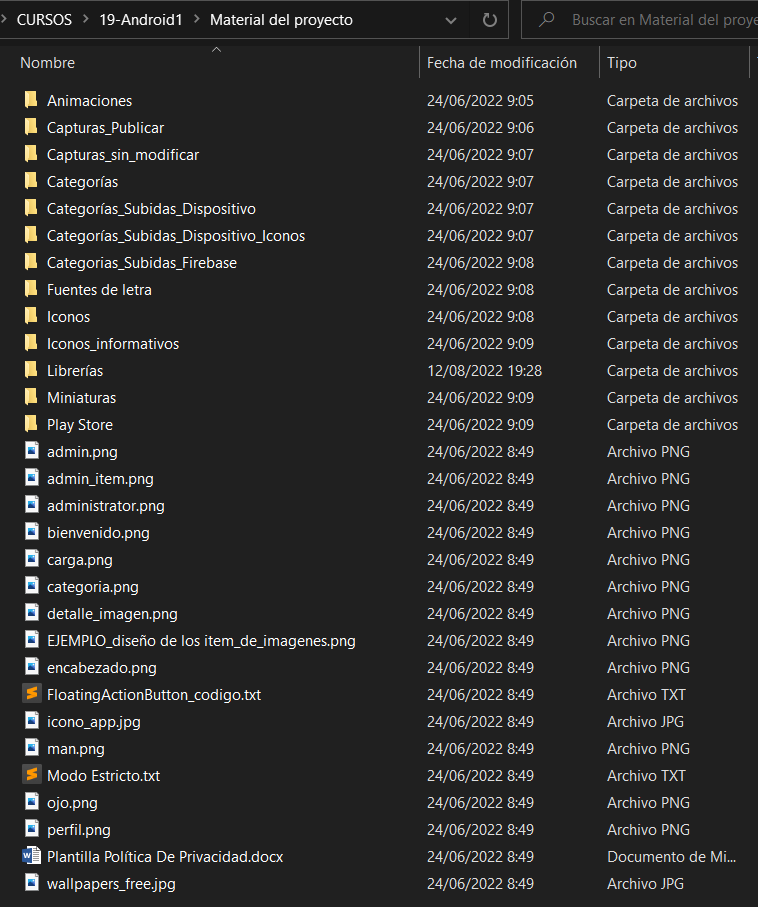 CURSOS > 19-Android1 > Material del proyecto Buscar en Material del proye
Nombre Fecha de modificación Tipo
Animaciones 24/06/2022 9:05 Carpeta de archivos
Capturas_Publicar 24/06/2022 9:06 Carpeta de archivos
Capturas_sin_modificar 24/06/2022 9:07 Carpeta de archivos
Categorías 24/06/2022 9:07 Carpeta de archivos
Categorías_Subidas_Dispositivo 24/06/2022 9:07 Carpeta de archivos
Categorías_Subidas_Dispositivo_Iconos 24/06/2022 9:07 Carpeta de archivos
Categorias_Subidas_Firebase 24/06/2022 9:08 Carpeta de archivos
Fuentes de letra 24/06/2022 9:08 Carpeta de archivos
Iconos 24/06/2022 9:08 Carpeta de archivos
Iconos_informativos 24/06/2022 9:09 Carpeta de archivos
Librerías 12/08/2022 19:28 Carpeta de archivos
Miniaturas 24/06/2022 9:09 Carpeta de archivos
Play Store 24/06/2022 9:09 Carpeta de archivos
admin.png 24/06/2022 8:49 Archivo PNG
admin_item.png 24/06/2022 8:49 Archivo PNG
administrator.png 24/06/2022 8:49 Archivo PNG
bienvenido.png 24/06/2022 8:49 Archivo PNG
carga.png 24/06/2022 8:49 Archivo PNG
categoria.png 24/06/2022 8:49 Archivo PNG
detalle_imagen.png 24/06/2022 8:49 Archivo PNG
EJEMPLO_diseño de los item_de_imagenes.png 24/06/2022 8:49 Archivo PNG
encabezado.png 24/06/2022 8:49 Archivo PNG
FloatingActionButton_codigo.txt 24/06/2022 8:49 Archivo TXT
icono_app.jpg 24/06/2022 8:49 Archivo JPG
man.png 24/06/2022 8:49 Archivo PNG
Modo Estricto.txt 24/06/2022 8:49 Archivo TXT
ojo.png 24/06/2022 8:49 Archivo PNG
perfil.png 24/06/2022 8:49 Archivo PNG
Plantilla Política De Privacidad.docx 24/06/2022 8:49 Documento de Mi...
wallpapers_free.jpg 24/06/2022 8:49 Archivo JPG